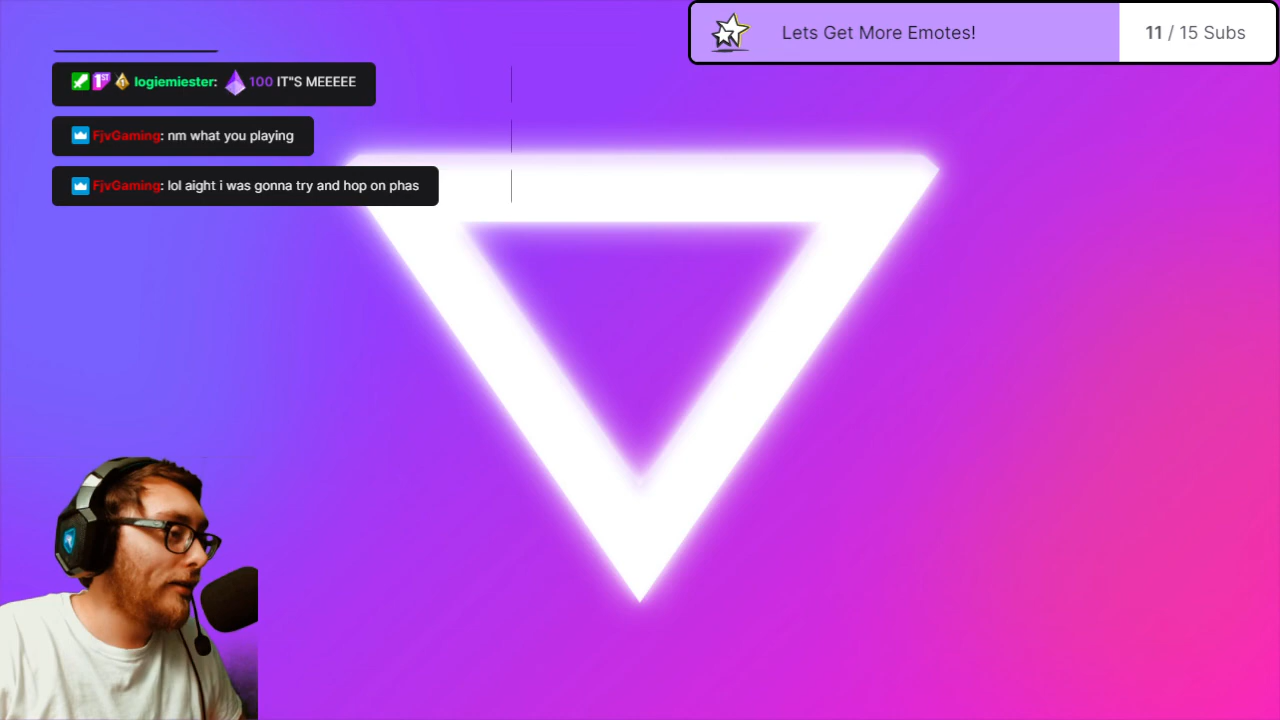 Lets Get More Emotes!
11 / 15 Subs
1ST logiemiester: 100 IT"S MEEEEE
FjvGaming: nm what you playing
FjvGaming: lol aight i was gonna try and hop on phas